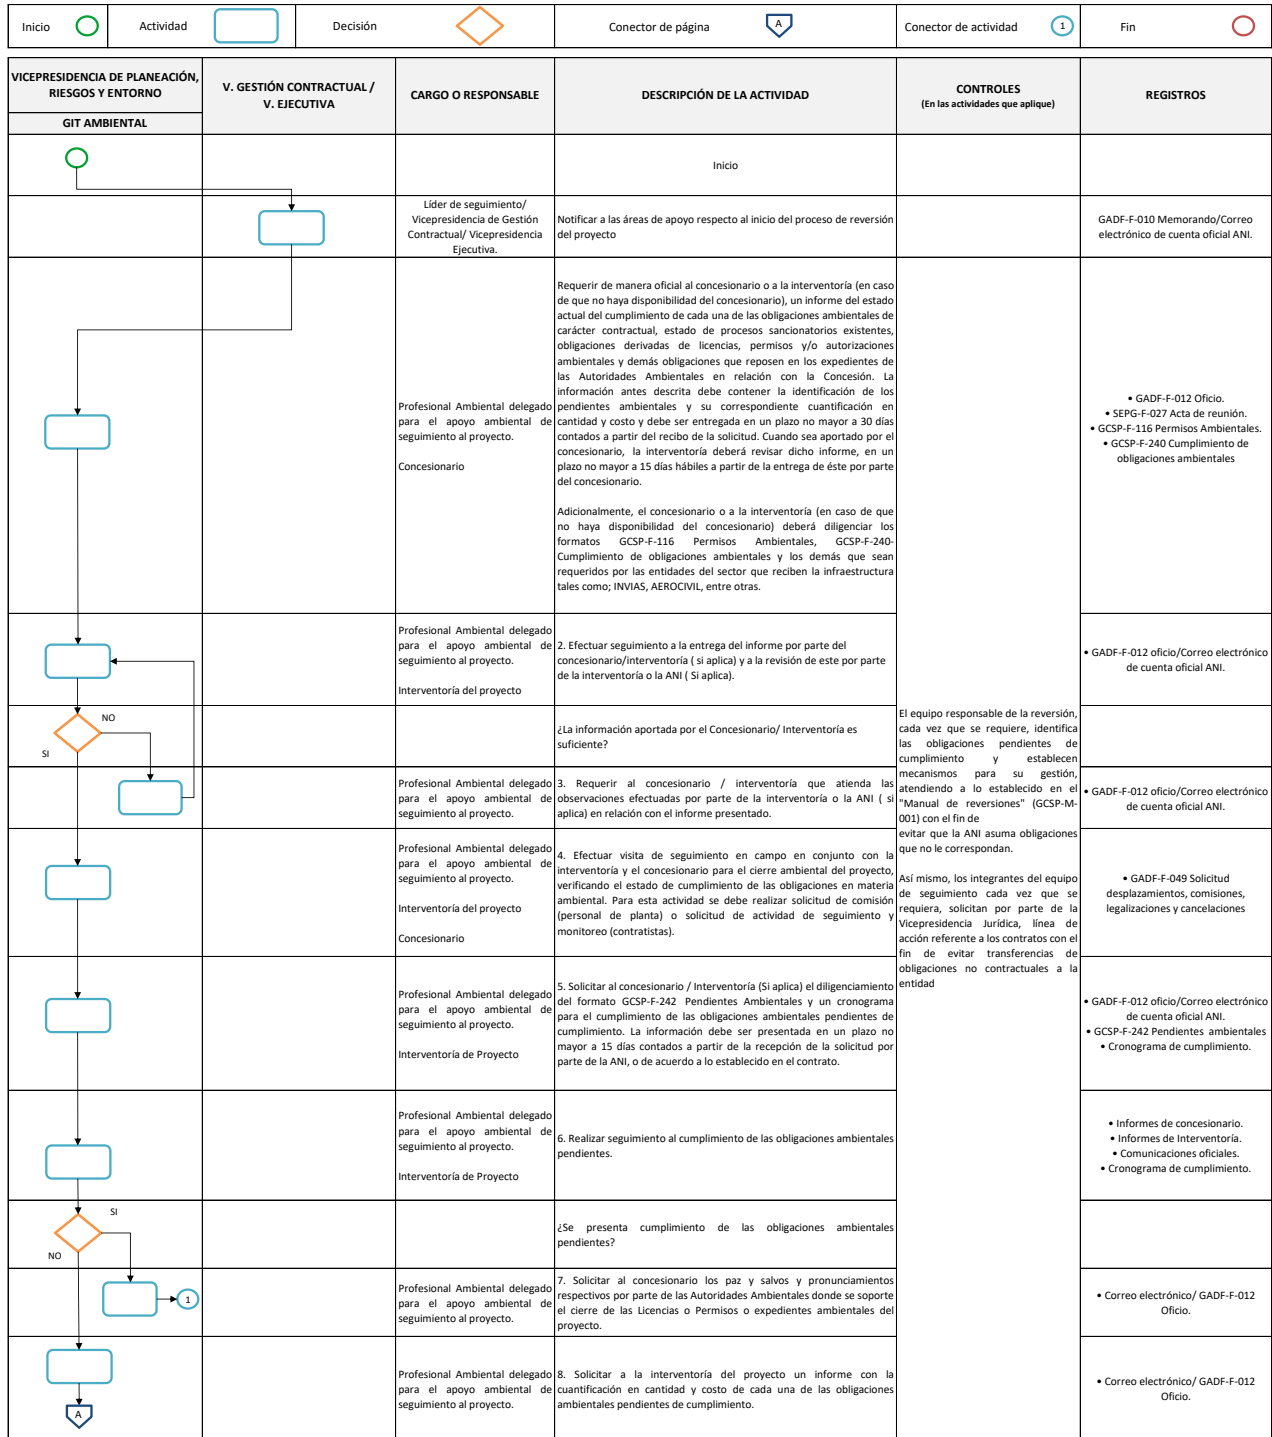 Inicio
Actividad
Decisión
Conector de página
A
Conector de actividad
1
Fin
VICEPRESIDENCIA DE PLANEACIÓN,
RIESGOS Y ENTORNO
GIT AMBIENTAL
V. GESTIÓN CONTRACTUAL /
V. EJECUTIVA
CARGO O RESPONSABLE
DESCRIPCIÓN DE LA ACTIVIDAD
CONTROLES
(En las actividades que aplique)
REGISTROS
Inicio
Líder de seguimiento/
Vicepresidencia de Gestión
Contractual/ Vicepresidencia
Ejecutiva.
Notificar a las áreas de apoyo respecto al inicio del proceso de reversión
del proyecto
GADF-F-010 Memorando/Correo
electrónico de cuenta oficial ANI.
Profesional Ambiental delegado
para el apoyo ambiental de
seguimiento al proyecto.
Concesionario
Requerir de manera oficial al concesionario o a la interventoría (en caso
de que no haya disponibilidad del concesionario), un informe del estado
actual del cumplimiento de cada una de las obligaciones ambientales de
carácter contractual, estado de procesos sancionatorios existentes,
obligaciones derivadas de licencias, permisos y/o autorizaciones
ambientales y demás obligaciones que reposen en los expedientes de
las Autoridades Ambientales en relación con la Concesión. La
información antes descrita debe contener la identificación de los
pendientes ambientales y su correspondiente cuantificación en
cantidad y costo y debe ser entregada en un plazo no mayor a 30 días
contados a partir del recibo de la solicitud. Cuando sea aportado por el
concesionario, la interventoría deberá revisar dicho informe, en un
plazo no mayor a 15 días hábiles a partir de la entrega de éste por parte
del concesionario.
Adicionalmente, el concesionario o a la interventoría (en caso de que
no haya disponibilidad del concesionario) deberá diligenciar los
formatos GCSP-F-116 Permisos Ambientales, GCSP-F-240-
Cumplimiento de obligaciones ambientales y los demás que sean
requeridos por las entidades del sector que reciben la infraestructura
tales como; INVIAS, AEROCIVIL, entre otras.
• GADF-F-012 Oficio.
• SEPG-F-027 Acta de reunión.
• GCSP-F-116 Permisos Ambientales.
• GCSP-F-240 Cumplimiento de
obligaciones ambientales
Profesional Ambiental delegado
para el apoyo ambiental de
seguimiento al proyecto.
Interventoría del proyecto
2. Efectuar seguimiento a la entrega del informe por parte del
concesionario/interventoría ( si aplica) y a la revisión de este por parte
de la interventoría o la ANI ( Si aplica).
• GADF-F-012 oficio/Correo electrónico
de cuenta oficial ANI.
NO
SI
¿La información aportada por el Concesionario/ Interventoría es
suficiente?
El equipo responsable de la reversión,
cada vez que se requiere, identifica
las obligaciones pendientes de
cumplimiento y establecen
mecanismos para su gestión,
atendiendo a lo establecido en el
"Manual de reversiones" (GCSP-M-
001) con el fin de
evitar que la ANI asuma obligaciones
que no le correspondan.
Así mismo, los integrantes del equipo
de seguimiento cada vez que se
requiera, solicitan por parte de la
Vicepresidencia Jurídica, línea de
acción referente a los contratos con el
fin de evitar transferencias de
obligaciones no contractuales a la
entidad
Profesional Ambiental delegado
para el apoyo ambiental de
seguimiento al proyecto.
3. Requerir al concesionario / interventoría que atienda las
observaciones efectuadas por parte de la interventoría o la ANI ( si
aplica) en relación con el informe presentado.
• GADF-F-012 oficio/Correo electrónico
de cuenta oficial ANI.
Profesional Ambiental delegado
para el apoyo ambiental de
seguimiento al proyecto.
Interventoría del proyecto
Concesionario
4. Efectuar visita de seguimiento en campo en conjunto con la
interventoría y el concesionario para el cierre ambiental del proyecto,
verificando el estado de cumplimiento de las obligaciones en materia
ambiental. Para esta actividad se debe realizar solicitud de comisión
(personal de planta) o solicitud de actividad de seguimiento y
monitoreo (contratistas).
• GADF-F-049 Solicitud
desplazamientos, comisiones,
legalizaciones y cancelaciones
Profesional Ambiental delegado
para el apoyo ambiental de
seguimiento al proyecto.
Interventoría de Proyecto
5. Solicitar al concesionario / Interventoría (Si aplica) el diligenciamiento
del formato GCSP-F-242 Pendientes Ambientales y un cronograma
para el cumplimiento de las obligaciones ambientales pendientes de
cumplimiento. La información debe ser presentada en un plazo no
mayor a 15 días contados a partir de la recepción de la solicitud por
parte de la ANI, o de acuerdo a lo establecido en el contrato.
• GADF-F-012 oficio/Correo electrónico
de cuenta oficial ANI.
• GCSP-F-242 Pendientes ambientales
• Cronograma de cumplimiento.
Profesional Ambiental delegado
para el apoyo ambiental de
seguimiento al proyecto.
Interventoría de Proyecto
6. Realizar seguimiento al cumplimiento de las obligaciones ambientales
pendientes.
• Informes de concesionario.
• Informes de Interventoría.
• Comunicaciones oficiales.
• Cronograma de cumplimiento.
SI
NO
¿Se presenta cumplimiento de las obligaciones ambientales
pendientes?
1
Profesional Ambiental delegado
para el apoyo ambiental de
seguimiento al proyecto.
7. Solicitar al concesionario los paz y salvos y pronunciamientos
respectivos por parte de las Autoridades Ambientales donde se soporte
el cierre de las Licencias o Permisos o expedientes ambientales del
proyecto.
• Correo electrónico/ GADF-F-012
Oficio.
A
Profesional Ambiental delegado
para el apoyo ambiental de
seguimiento al proyecto.
8. Solicitar a la interventoría del proyecto un informe con la
cuantificación en cantidad y costo de cada una de las obligaciones
ambientales pendientes de cumplimiento.
• Correo electrónico/ GADF-F-012
Oficio.